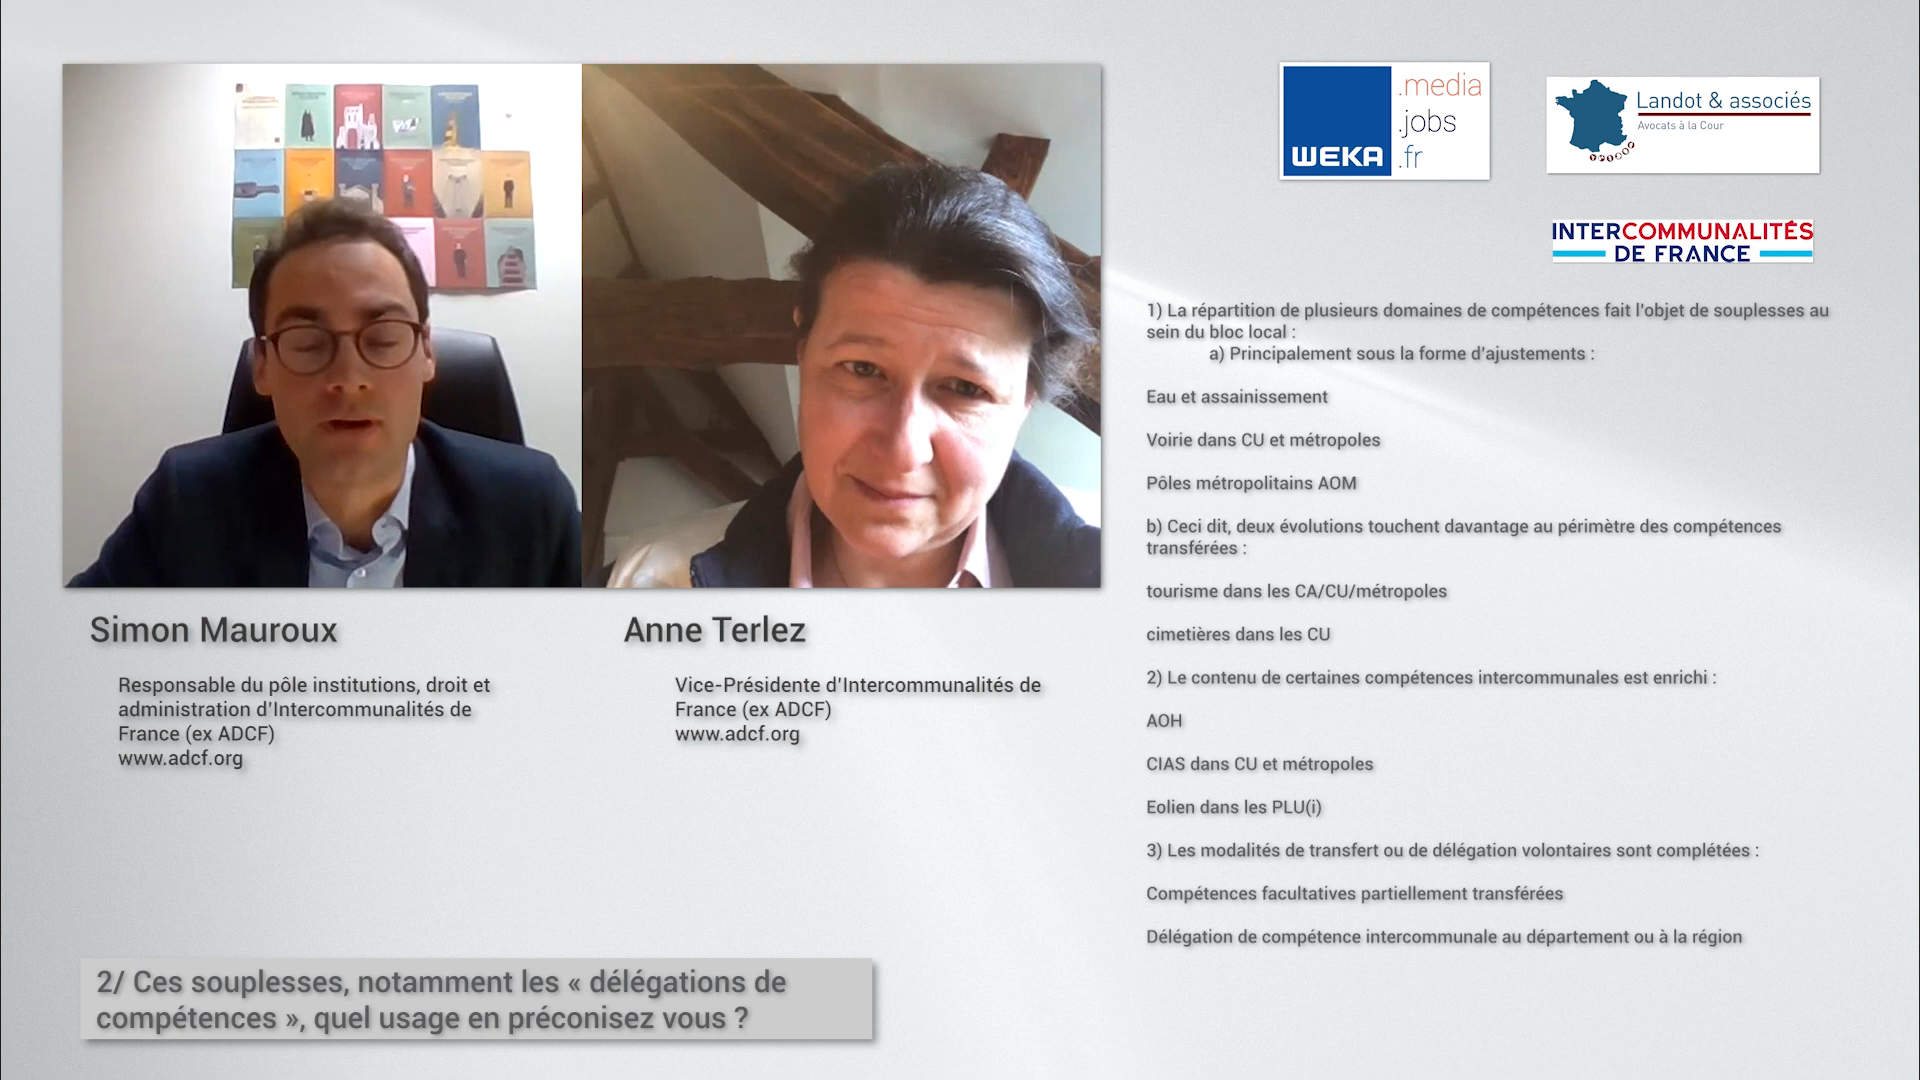 WEKA
.media
.jobs
.fr
Landot & associés
Avocats à la Cour
INTERCOMMUNALITÉS
DE FRANCE
Simon Mauroux
Responsable du pôle institutions, droit et
administration d'Intercommunalités de
France (ex ADCF)
www.adcf.org
Anne Terlez
Vice-Présidente d'Intercommunalités de
France (ex ADCF)
www.adcf.org
1) La répartition de plusieurs domaines de compétences fait l'objet de souplesses au
sein du bloc local :
a) Principalement sous la forme d'ajustements :
Eau et assainissement
Voirie dans CU et métropoles
Pôles métropolitains AOM
b) Ceci dit, deux évolutions touchent davantage au périmètre des compétences
transférées :
tourisme dans les CA/CU/métropoles
cimetières dans les CU
2) Le contenu de certaines compétences intercommunales est enrichi :
AOH
CIAS dans CU et métropoles
Eolien dans les PLU(i)
3) Les modalités de transfert ou de délégation volontaires sont complétées :
Compétences facultatives partiellement transférées
Délégation de compétence intercommunale au département ou à la région
2/ Ces souplesses, notamment les « délégations de
compétences », quel usage en préconisez vous ?